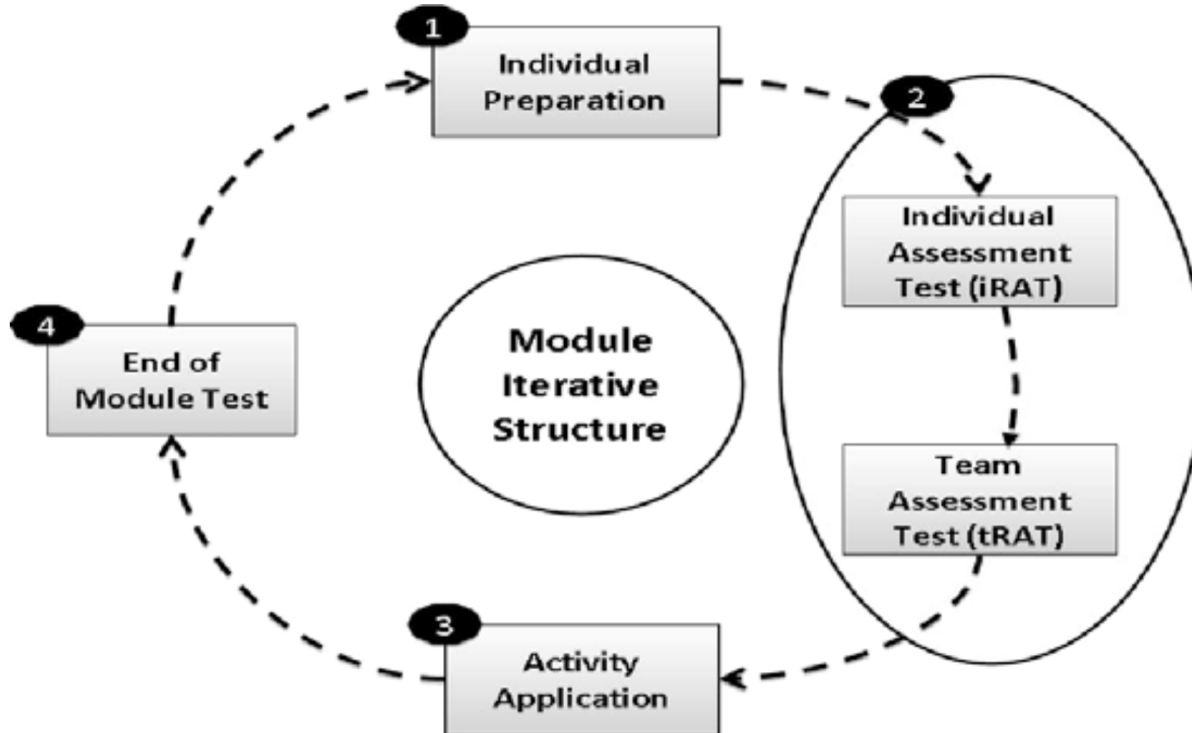 1
Individual
Preparation
2
Individual
Assessment
Test (iRAT)
Team
Assessment
Test (tRAT)
3
Activity
Application
4
End of
Module Test
Module
Iterative
Structure